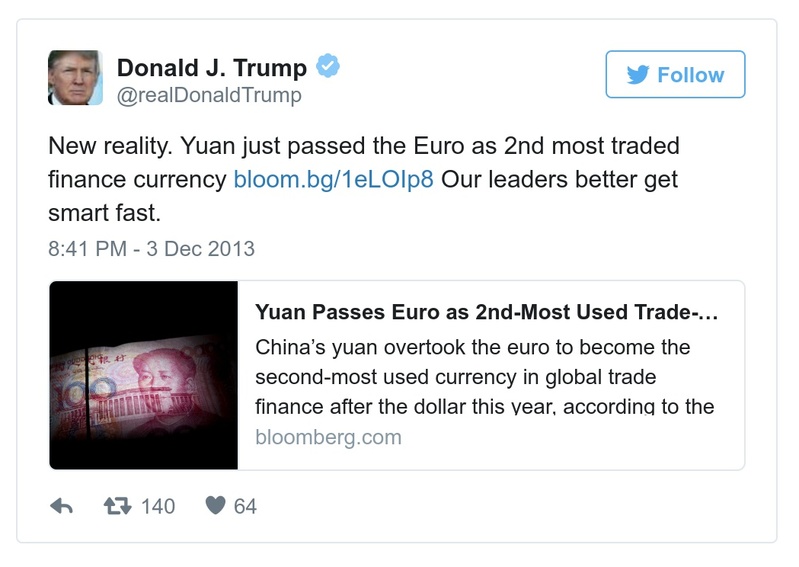 Donald J. Trump
@realDonaldTrump
Follow
New reality. Yuan just passed the Euro as 2nd most traded
finance currency bloom.bg/1eLOIp8 Our leaders better get
smart fast.
8:41 PM - 3 Dec 2013
Yuan Passes Euro as 2nd-Most Used Trade-...
China’s yuan overtook the euro to become the
second-most used currency in global trade
finance after the dollar this year, according to the
bloomberg.com
140
64